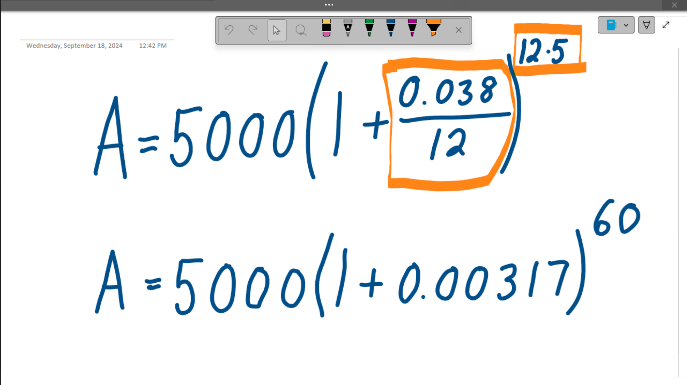 Wednesday, September 18, 2024 12:42 PM
A = 5000(1 + 0.038/12)^12·5
A = 5000(1 + 0.00317)^60